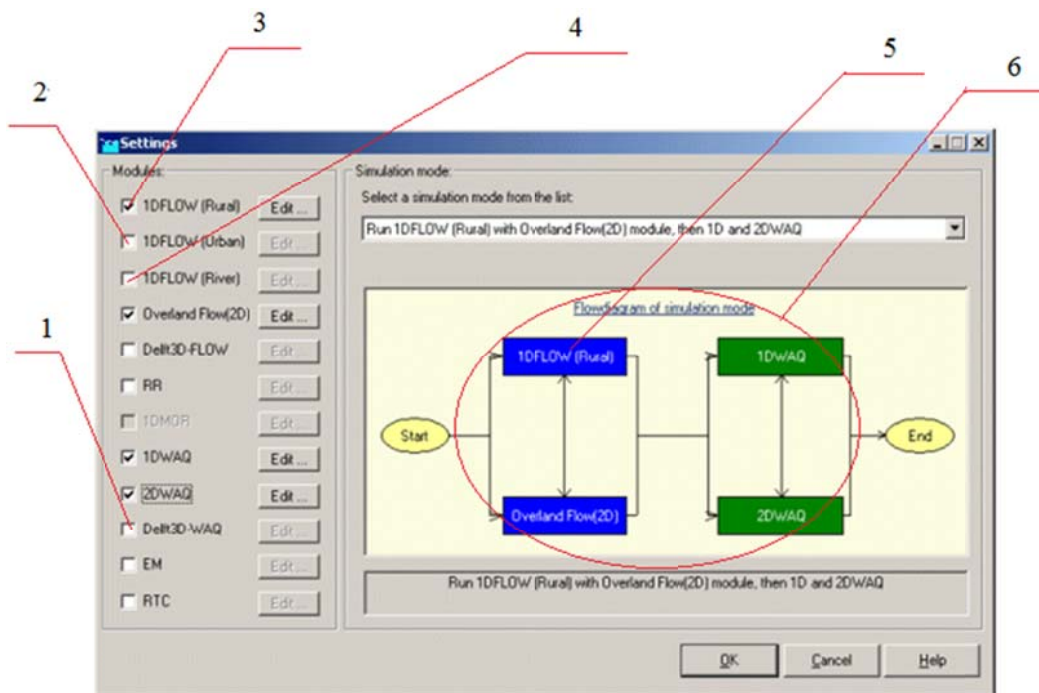 3
4
5
6
2
1
Settings
Modules:
1DFLOW (Rural) Edit ...
1DFLOW (Urban) Edit ...
1DFLOW (River) Edit ...
Overland Flow(2D) Edit ...
Delft3D-FLOW Edit ...
RR Edit ...
1DMOR Edit ...
1DWAQ Edit ...
2DWAQ Edit ...
Delft3D-WAQ Edit ...
EM Edit ...
RTC Edit ...
Simulation mode:
Select a simulation mode from the list:
Run 1DFLOW (Rural) with Overland Flow(2D) module, then 1D and 2DWAQ
Flowdiagram of simulation mode
1DFLOW (Rural)
1DWAQ
Start
End
Overland Flow(2D)
2DWAQ
Run 1DFLOW (Rural) with Overland Flow(2D) module, then 1D and 2DWAQ
OK
Cancel
Help